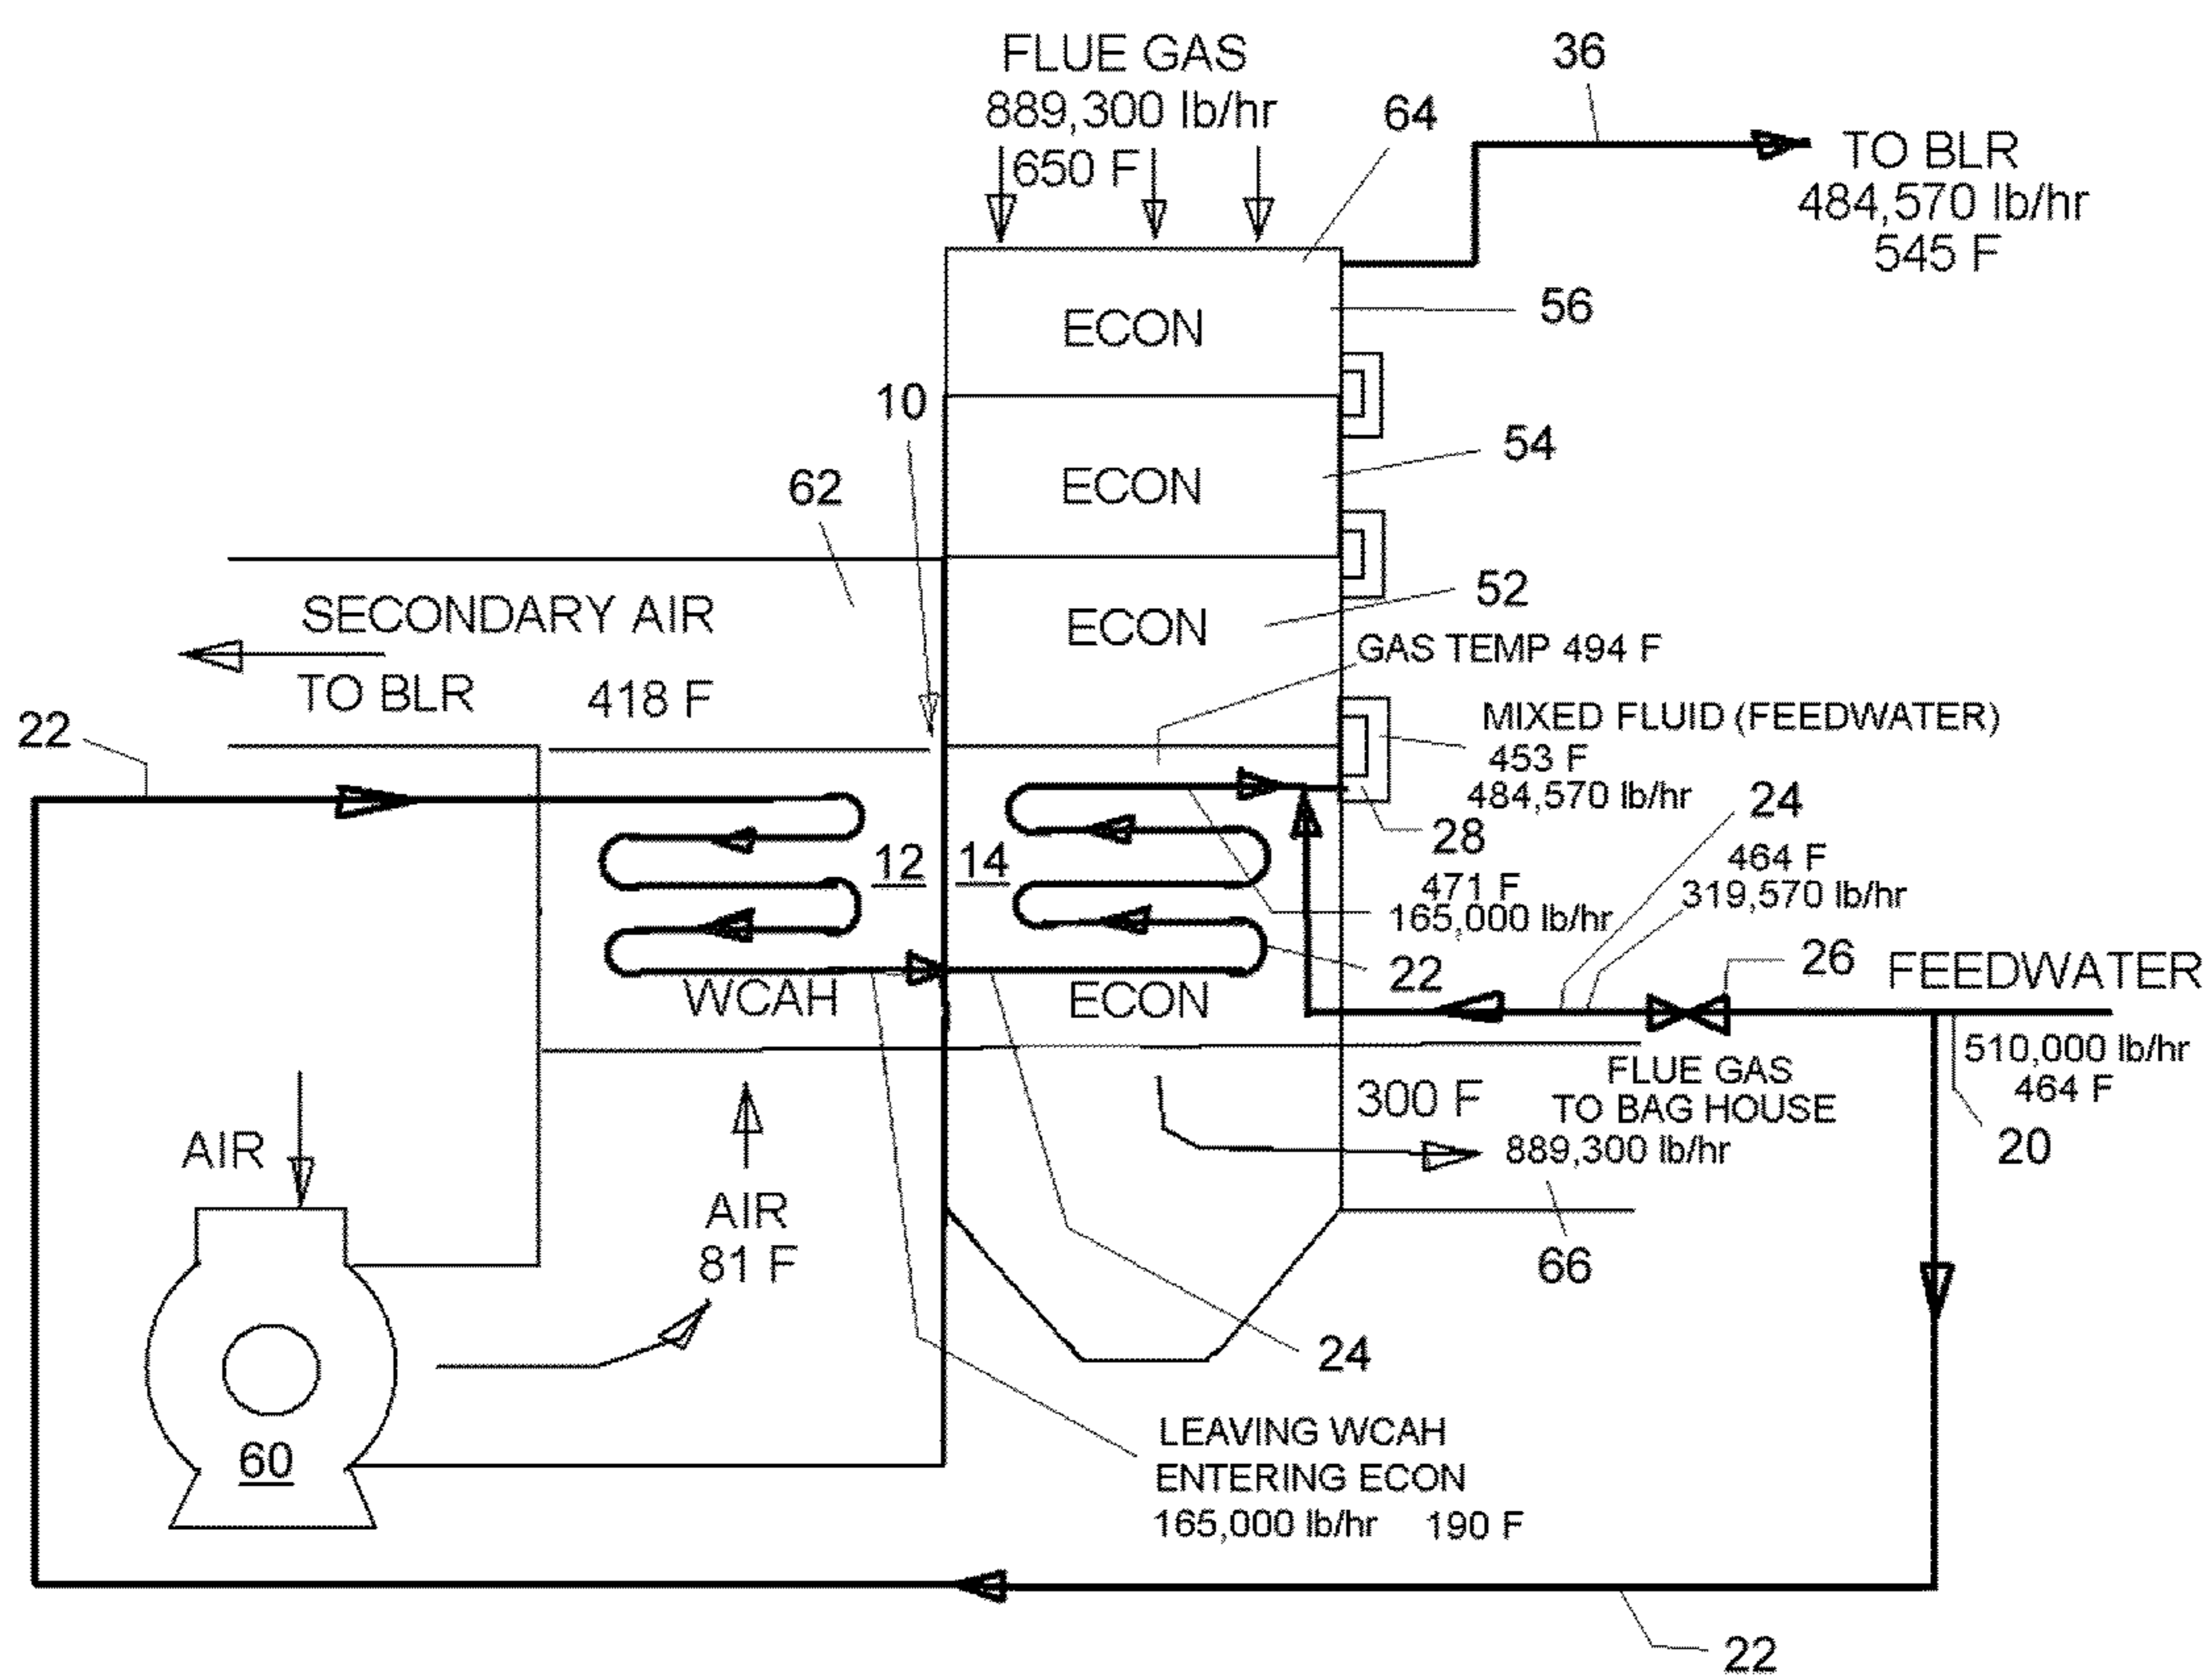 FLUE GAS
889,300 lb/hr
650 F
36
64
TO BLR
484,570 lb/hr
545 F
56
ECON
10
54
ECON
62
52
ECON
GAS TEMP 494 F
SECONDARY AIR
TO BLR 418 F
22
MIXED FLUID (FEEDWATER)
453 F
484,570 lb/hr
24
28
12 14
464 F
319,570 lb/hr
471 F
165,000 lb/hr
22
26
FEEDWATER
WCAH
ECON
510,000 lb/hr
464 F
20
FLUE GAS
TO BAG HOUSE
889,300 lb/hr
300 F
AIR
AIR
81 F
66
24
60
LEAVING WCAH
ENTERING ECON
165,000 lb/hr 190 F
22